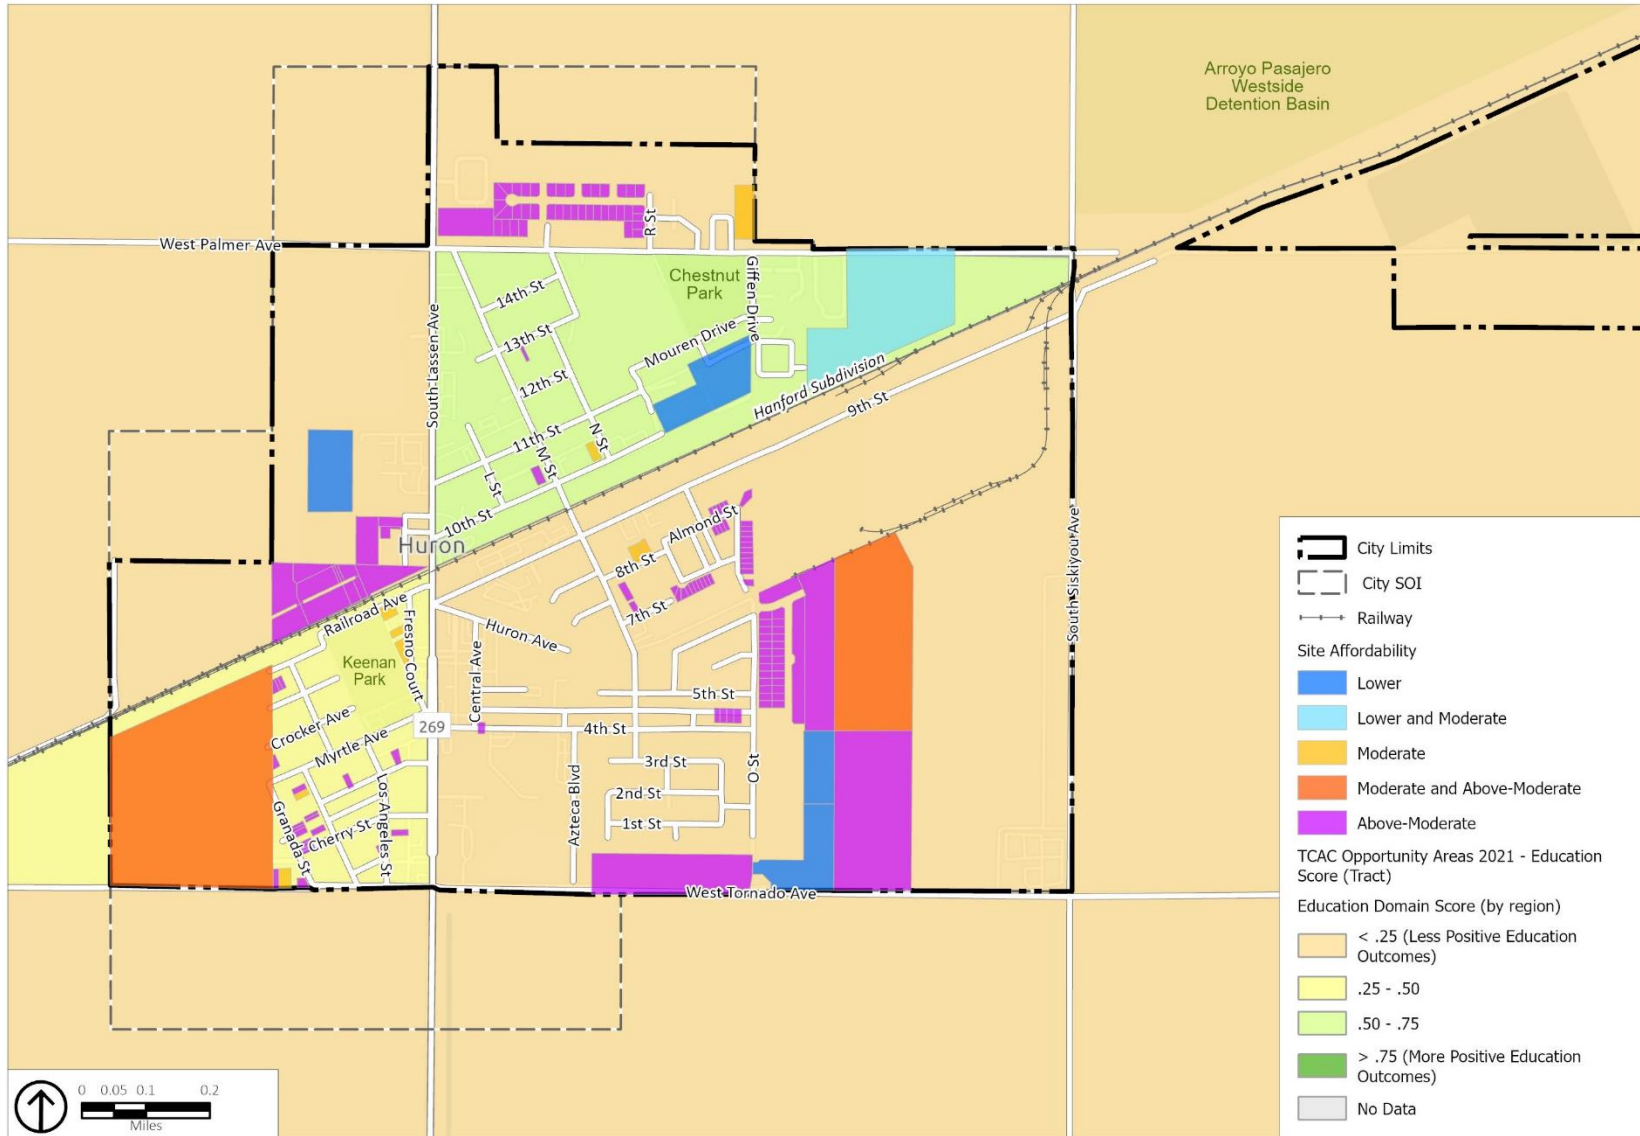 Arroyo Pasajero
Westside
Detention Basin
West Palmer Ave
R St
Chestnut
Park
Giffen Drive
14th St
13th St
Mouren Drive
South Lassen Ave
12th St
Hanford Subdivision
9th St
11th St
N St
M St
L St
10th St
Huron
Almond St
8th St
7th St
South Siskiyou Ave
Railroad Ave
Fresno Court
Huron Ave
Keenan
Park
Central Ave
5th St
4th St
269
Crocker Ave
Myrtle Ave
3rd St
O St
2nd St
1st St
Azteca Blvd
Los Angeles St
Granada St
Cherry St
West Tornado Ave
City Limits
City SOI
Railway
Site Affordability
Lower
Lower and Moderate
Moderate
Moderate and Above-Moderate
Above-Moderate
TCAC Opportunity Areas 2021 - Education
Score (Tract)
Education Domain Score (by region)
< .25 (Less Positive Education
Outcomes)
.25 - .50
.50 - .75
> .75 (More Positive Education
Outcomes)
No Data
0 0.05 0.1 0.2
Miles